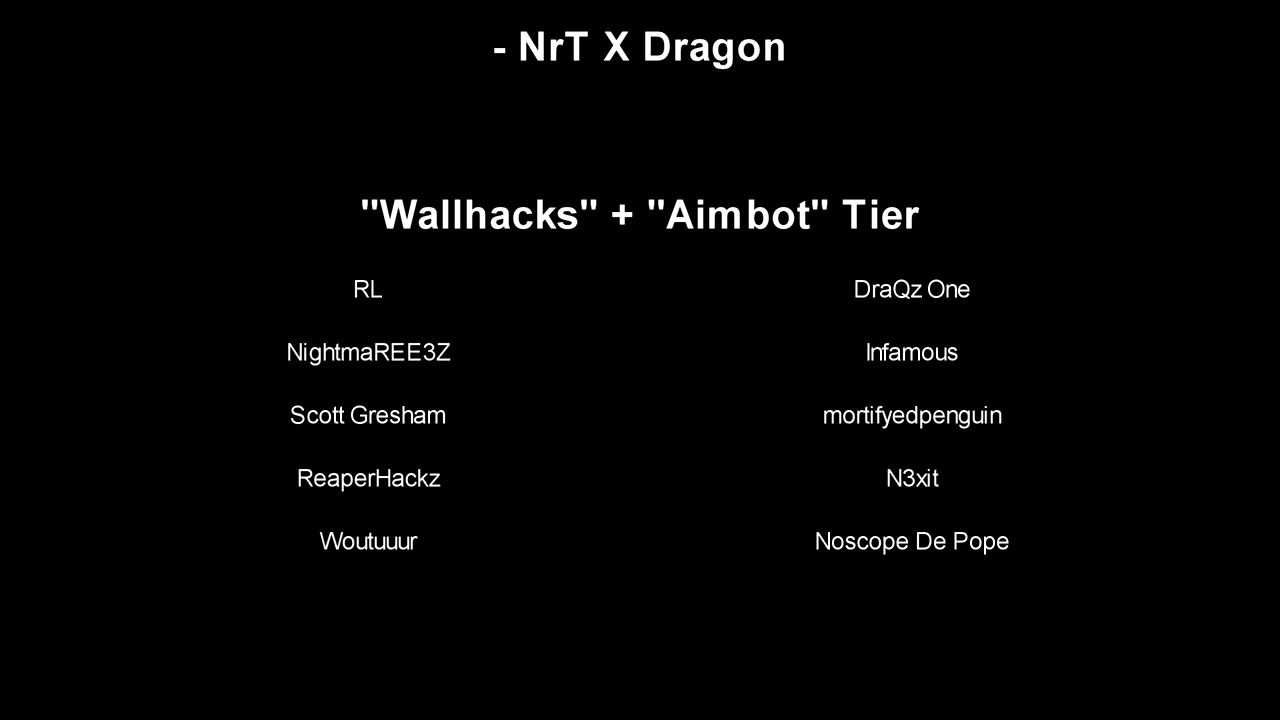 - NrT X Dragon
"Wallhacks" + "Aimbot" Tier
RL DraQz One
NightmaREE3Z Infamous
Scott Gresham mortifyedpenguin
ReaperHackz N3xit
Woutuuur Noscope De Pope